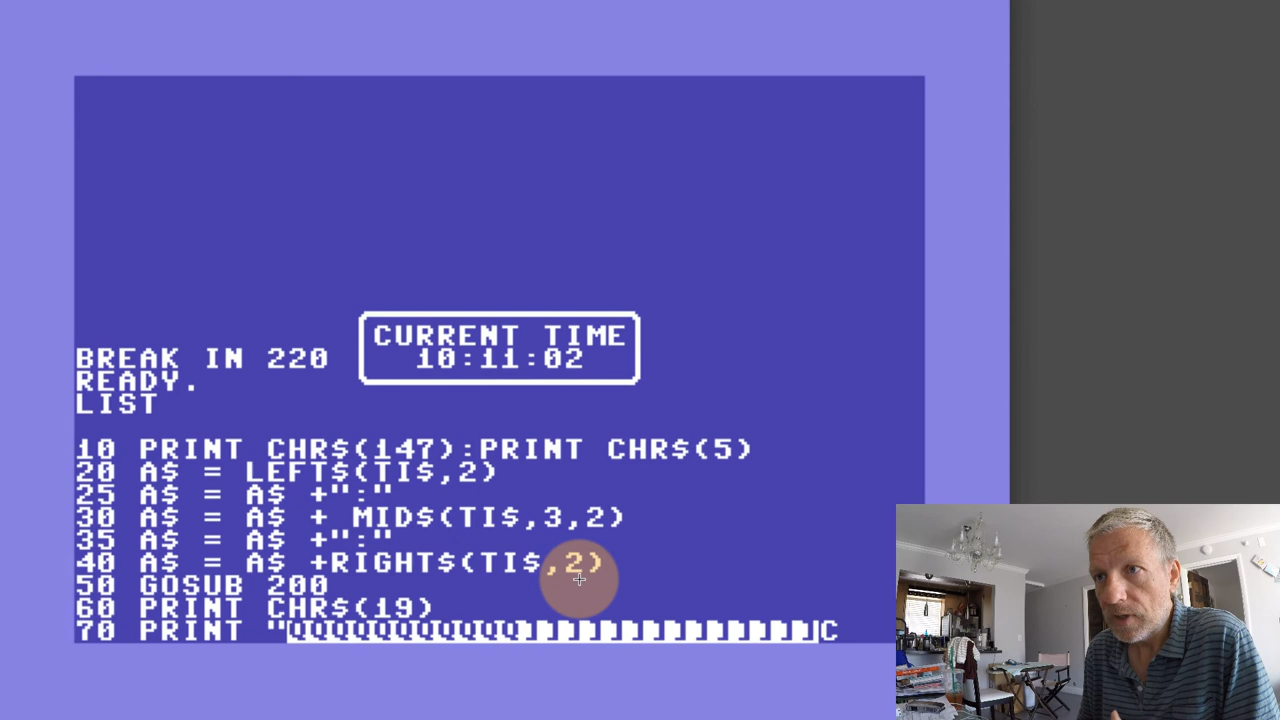 CURRENT TIME
10:11:02
BREAK IN 220
READY.
LIST
10 PRINT CHR$(147):PRINT CHR$(5)
20 A$ = LEFT$(TI$,2)
25 A$ = A$ +":"
30 A$ = A$ + MID$(TI$,3,2)
35 A$ = A$ +":"
40 A$ = A$ +RIGHT$(TI$,2)
50 GOSUB 200
60 PRINT CHR$(19)
70 PRINT "QQQQQQQQQQQ]]]]]]]]]]]]]]C